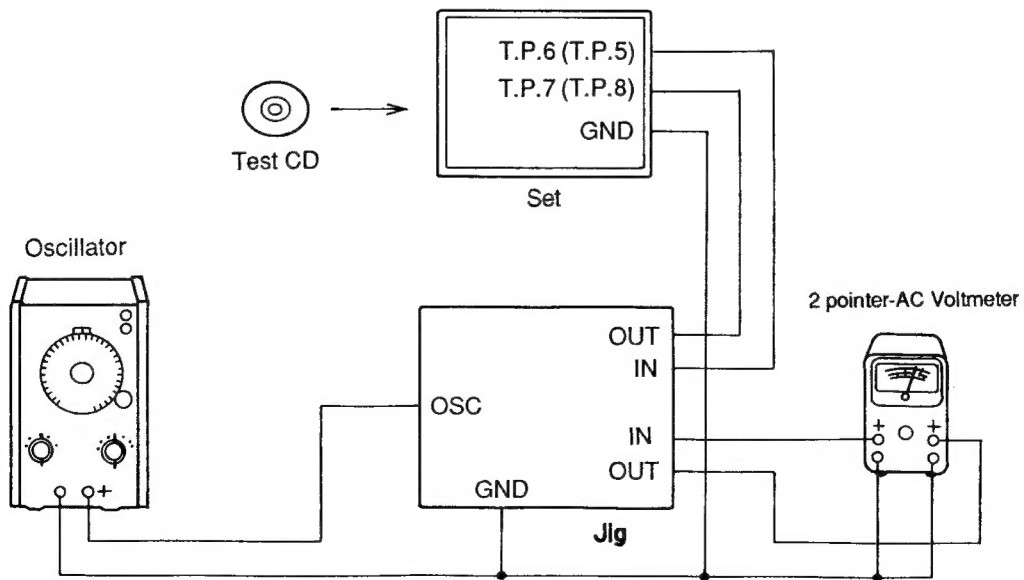 T.P.6 (T.P.5)
T.P.7 (T.P.8)
GND
Test CD
Set
Oscillator
2 pointer-AC Voltmeter
OUT
IN
OSC
IN
OUT
GND
Jig
+
+
+